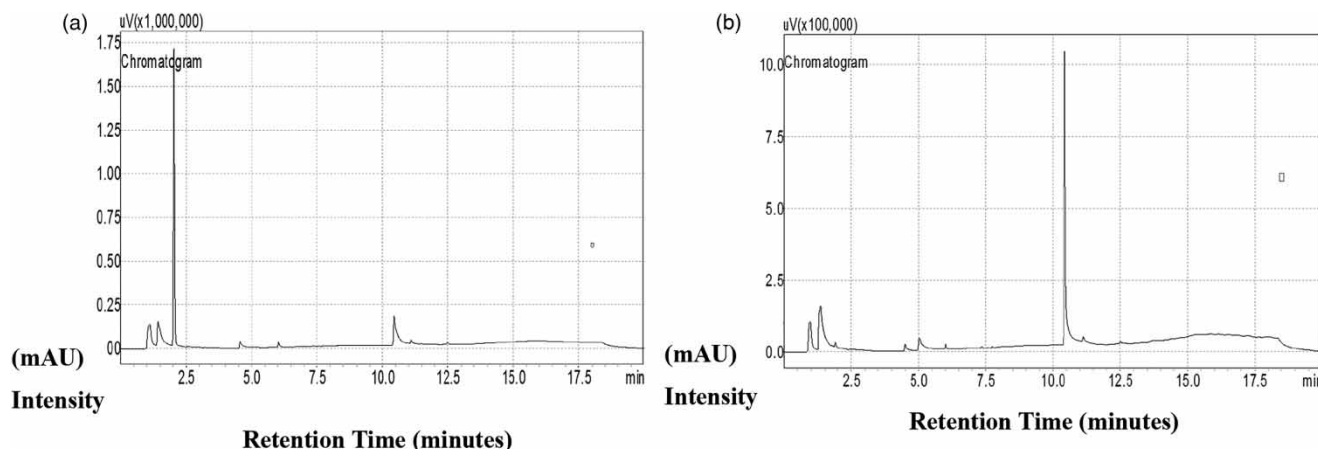 (a)
uV(x1,000,000)
Chromatogram
1.75
1.50
1.25
1.00
0.75
0.50
0.25
0.00
2.5 5.0 7.5 10.0 12.5 15.0 17.5 min
(mAU)
Intensity
Retention Time (minutes)
(b)
uV(x100,000)
Chromatogram
10.0
7.5
5.0
2.5
0.0
2.5 5.0 7.5 10.0 12.5 15.0 17.5
(mAU)
Intensity
Retention Time (minutes)